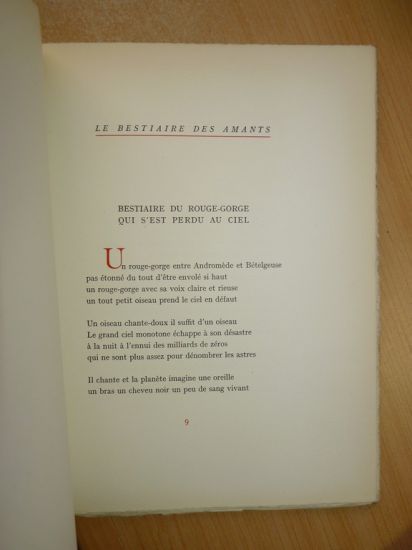 LE BESTIAIRE DES AMANTS
BESTIAIRE DU ROUGE-GORGE
QUI S'EST PERDU AU CIEL
Un rouge-gorge entre Andromède et Bételgeuse
pas étonné du tout d'être envolé si haut
un rouge-gorge avec sa voix claire et rieuse
un tout petit oiseau prend le ciel en défaut
Un oiseau chante-doux il suffit d'un oiseau
Le grand ciel monotone échappe à son désastre
à la nuit à l'ennui des milliards de zéros
qui ne sont plus assez pour dénombrer les astres
Il chante et la planète imagine une oreille
un bras un cheveu noir un peu de sang vivant
9